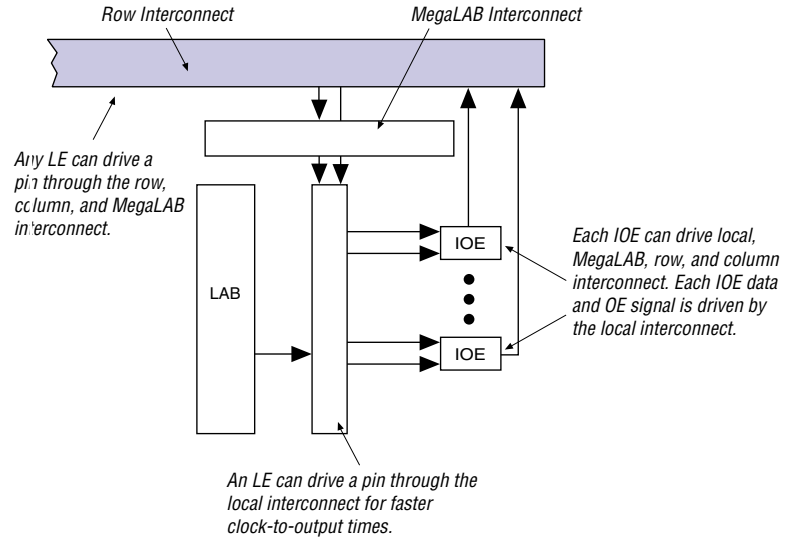 Row Interconnect
MegaLAB Interconnect
Any LE can drive a
pin through the row,
column, and MegaLAB
interconnect.
LAB
IOE
IOE
Each IOE can drive local,
MegaLAB, row, and column
interconnect. Each IOE data
and OE signal is driven by
the local interconnect.
An LE can drive a pin through the
local interconnect for faster
clock-to-output times.